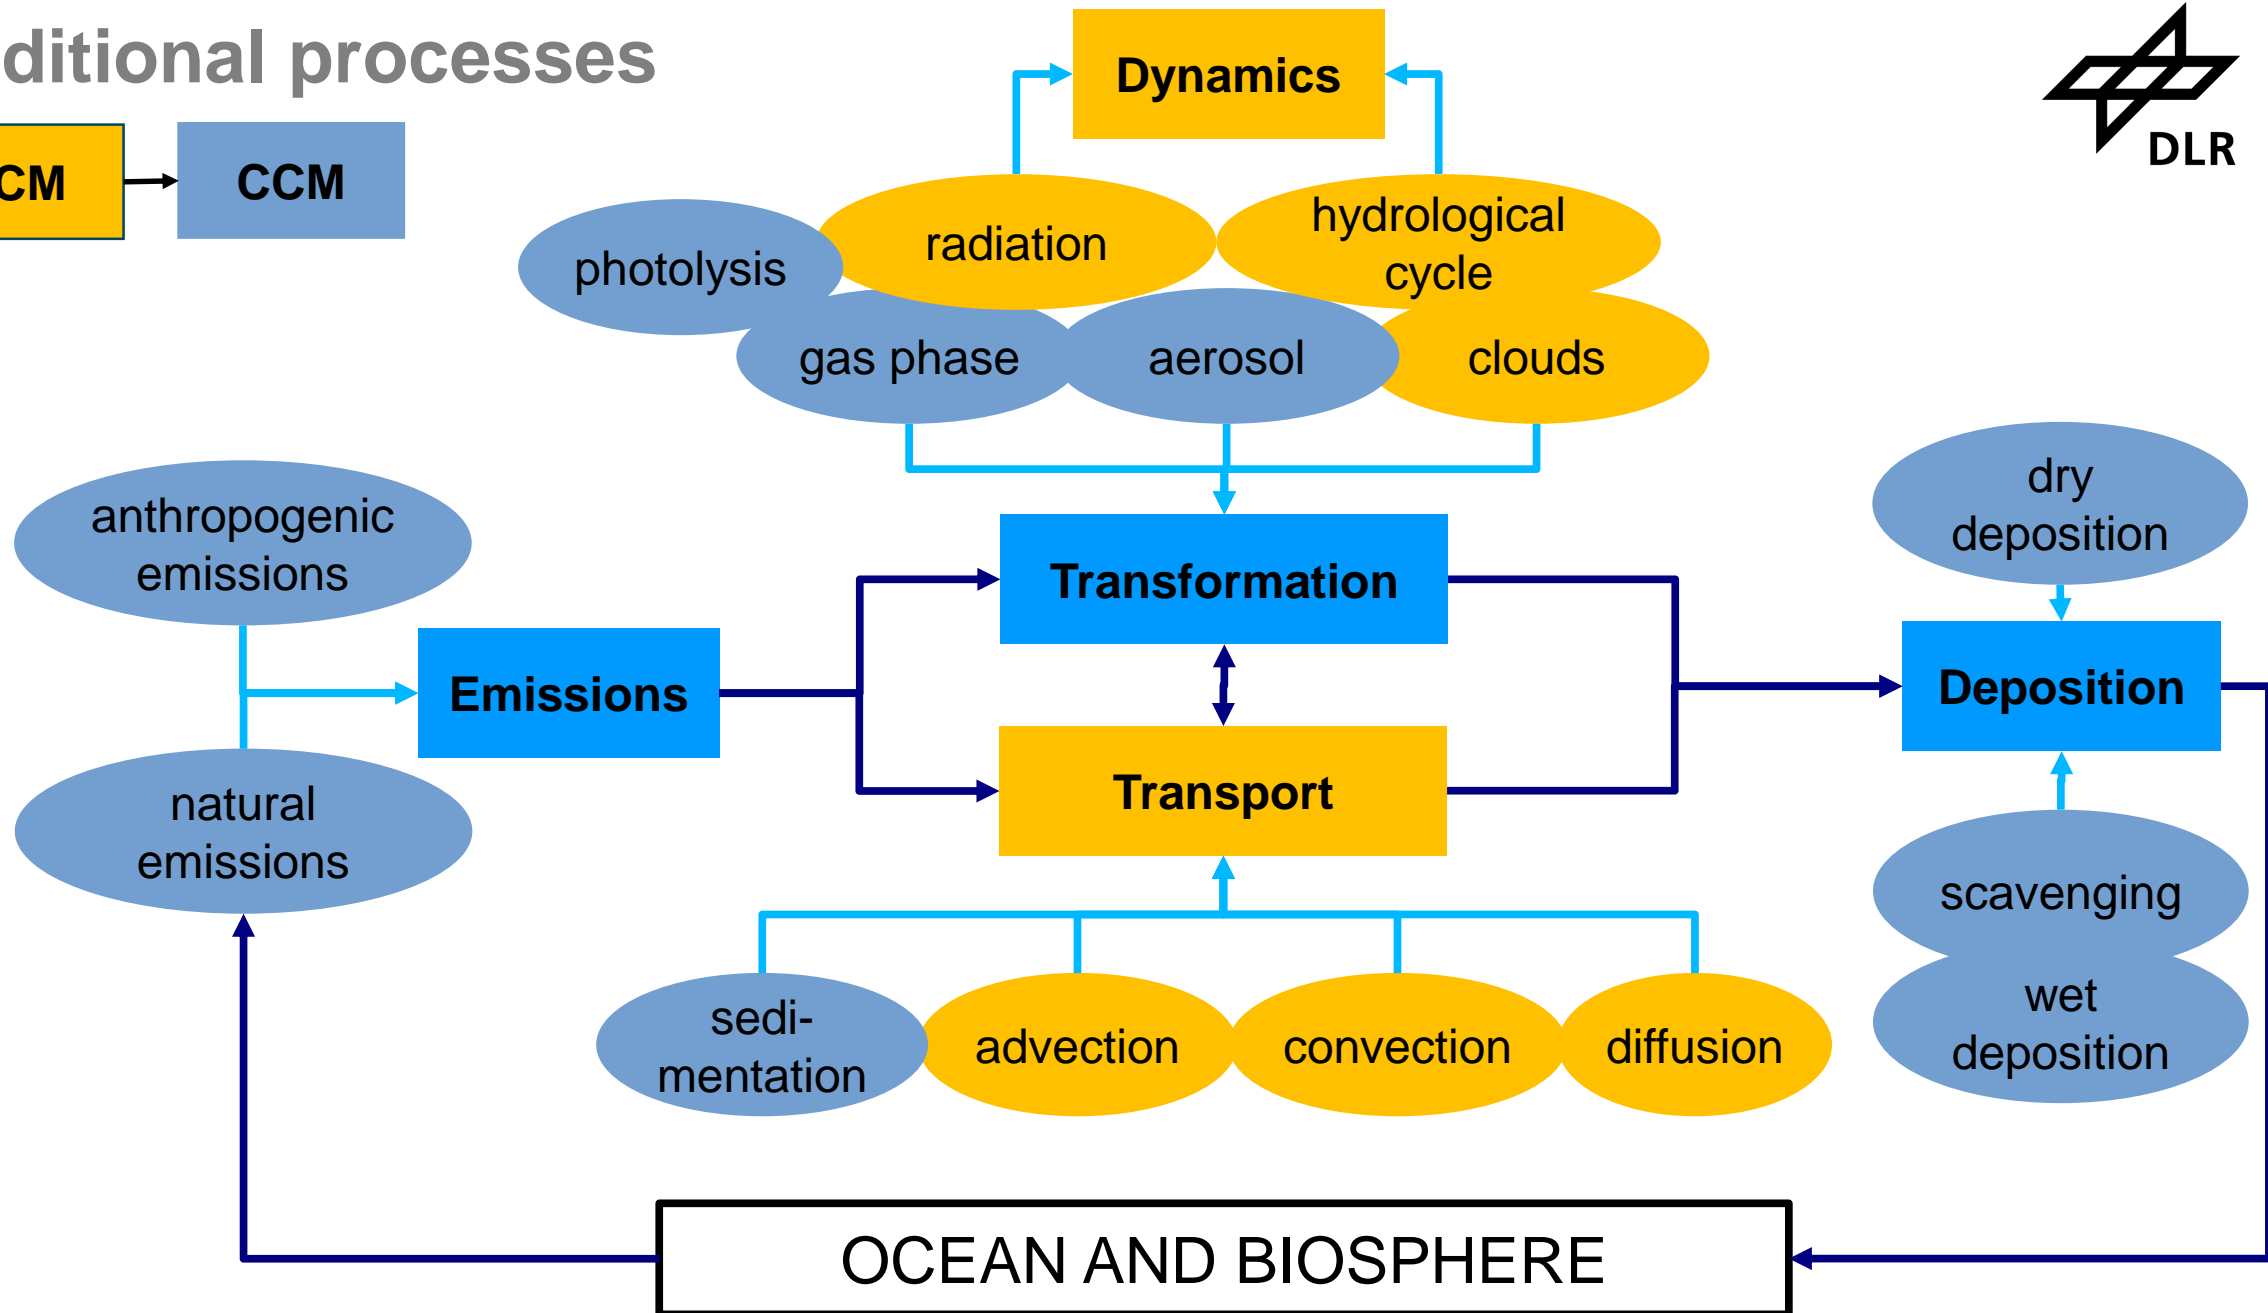 ditional processes
CM
CCM
Dynamics
DLR
radiation
hydrological
cycle
photolysis
gas phase
aerosol
clouds
anthropogenic
emissions
dry
deposition
Transformation
Emissions
Deposition
Transport
natural
emissions
scavenging
sedi-
mentation
advection
convection
diffusion
wet
deposition
OCEAN AND BIOSPHERE